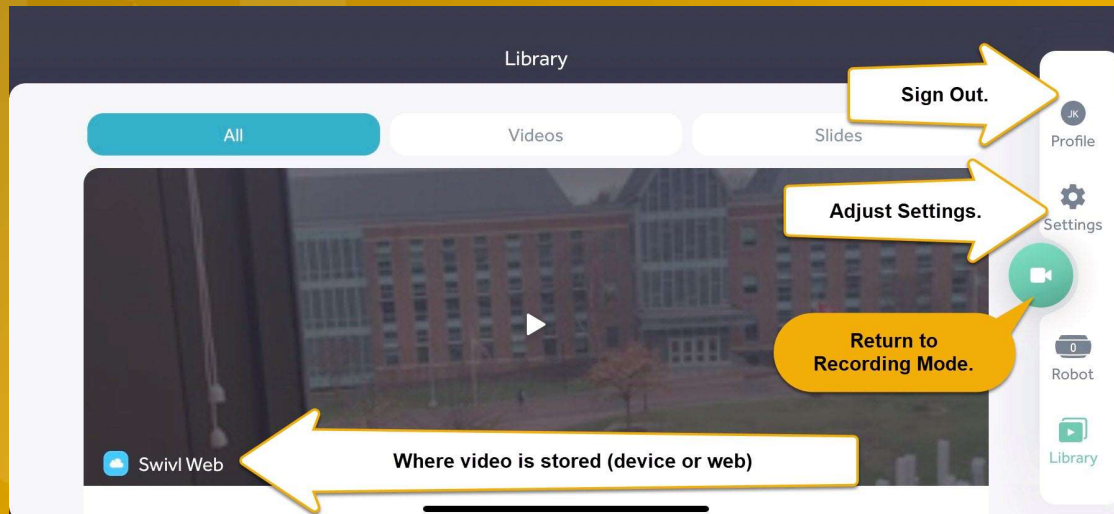 Library
Sign Out.
JK
Profile
All
Videos
Slides
Adjust Settings.
Settings
Return to
Recording Mode.
0
Robot
Swivl Web
Where video is stored (device or web)
Library